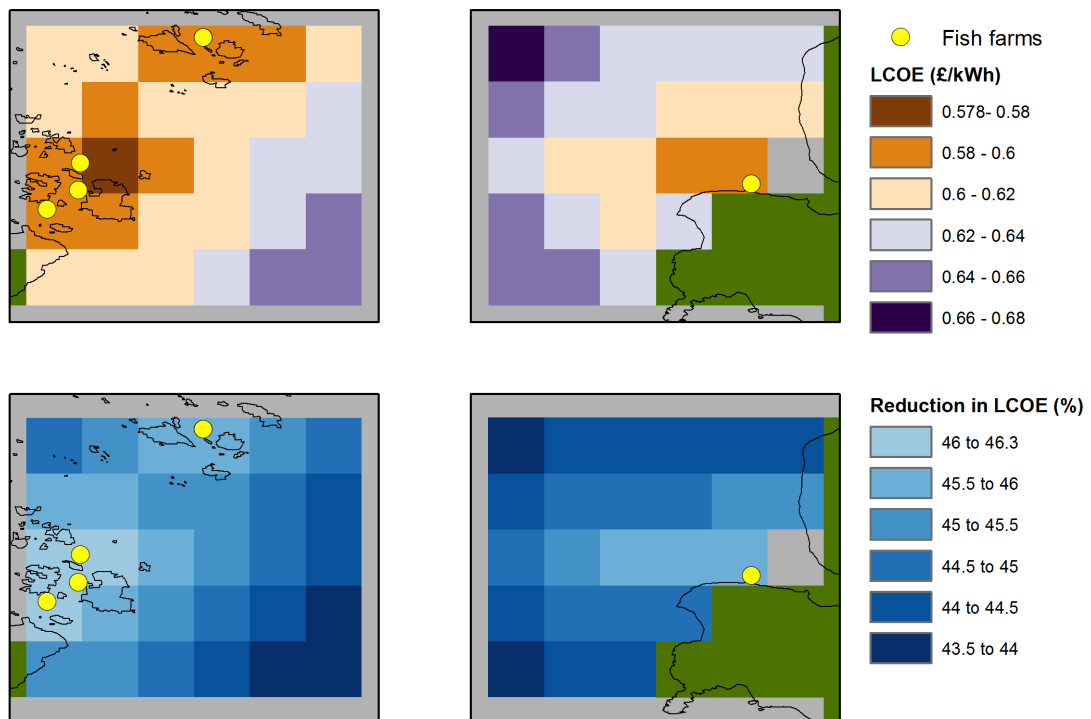 Fish farms
LCOE (£/kWh)
0.578- 0.58
0.58 - 0.6
0.6 - 0.62
0.62 - 0.64
0.64 - 0.66
0.66 - 0.68
Reduction in LCOE (%)
46 to 46.3
45.5 to 46
45 to 45.5
44.5 to 45
44 to 44.5
43.5 to 44